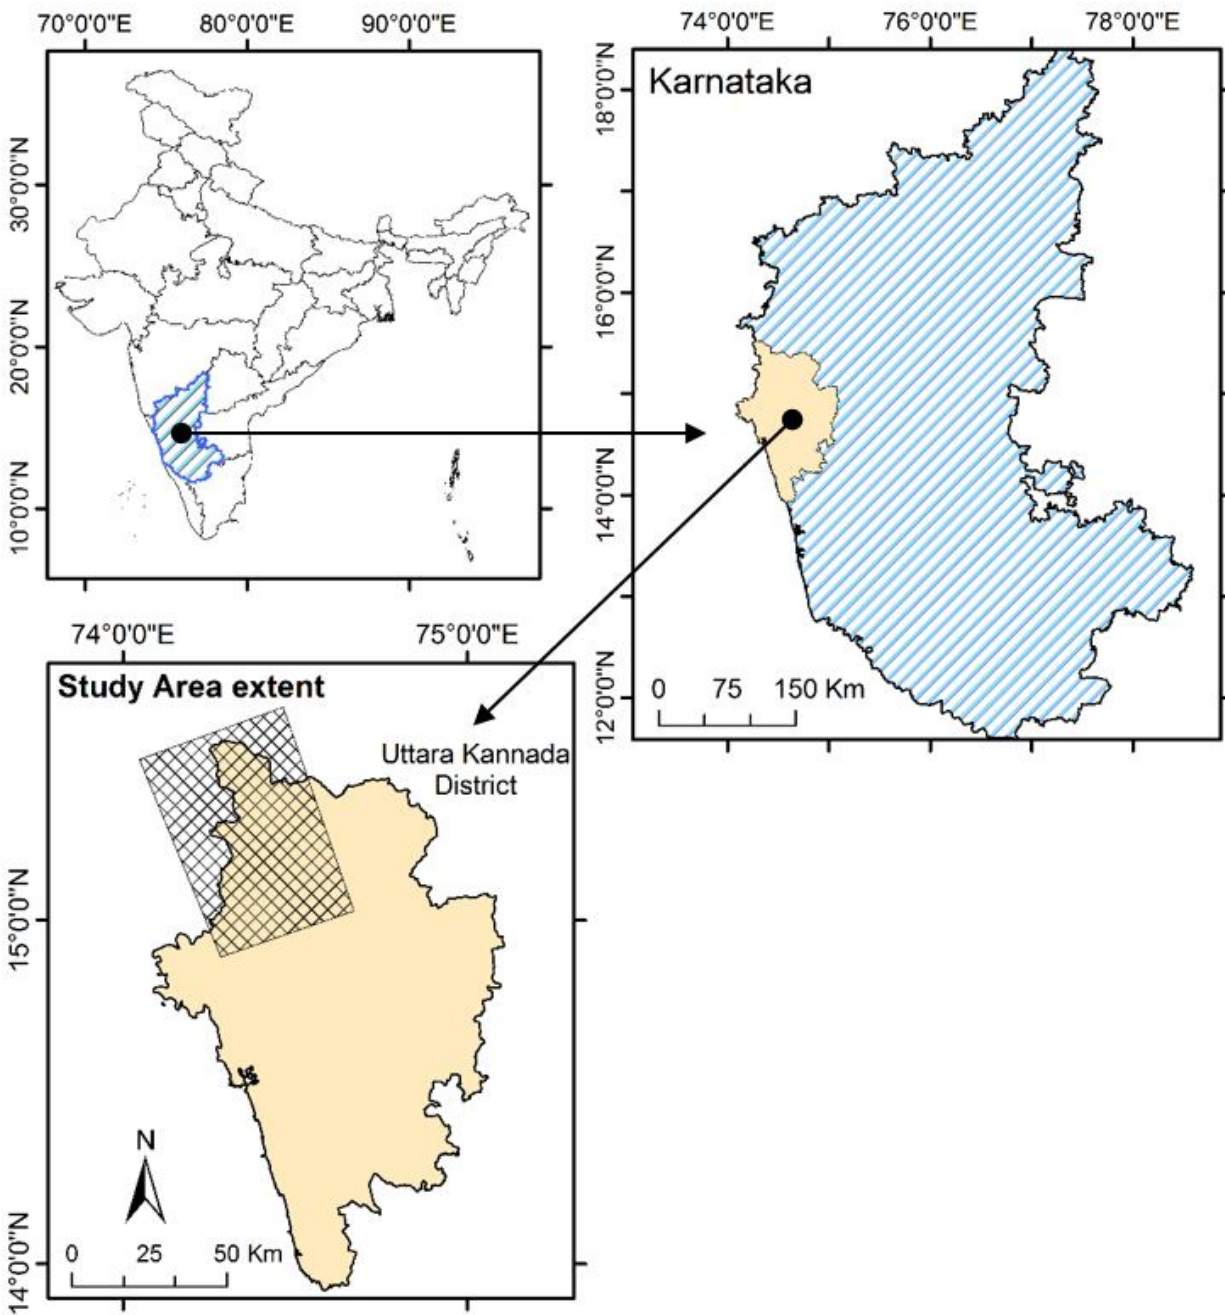 70°0'0"E 80°0'0"E 90°0'0"E
30°0'0"N
20°0'0"N
10°0'0"N
74°0'0"E 76°0'0"E 78°0'0"E
Karnataka
18°0'0"N
16°0'0"N
14°0'0"N
12°0'0"N
0 75 150 Km
74°0'0"E 75°0'0"E
Study Area extent
Uttara Kannada
District
15°0'0"N
14°0'0"N
N
0 25 50 Km